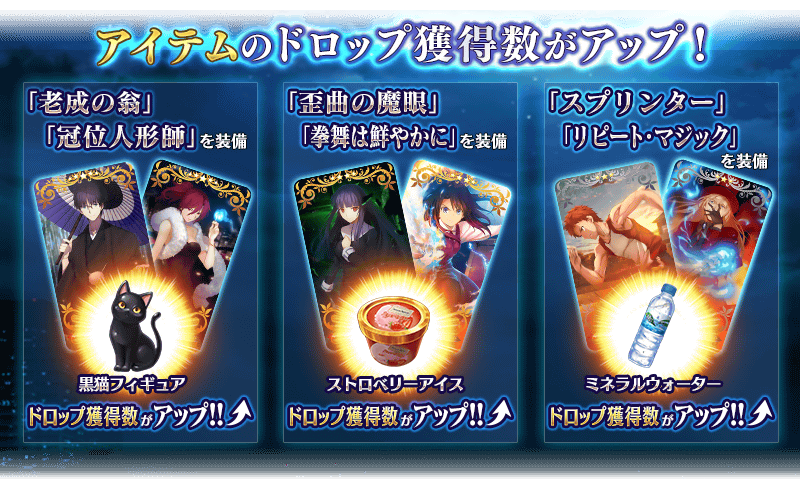 アイテムのドロップ獲得数がアップ！
「老成の翁」
「冠位人形師」を装備
黒猫フィギュア
ドロップ獲得数がアップ!!
「歪曲の魔眼」
「拳舞は鮮やかに」を装備
ストロベリーアイス
ドロップ獲得数がアップ!!
「スプリンター」
「リピート・マジック」
を装備
ミネラルウォーター
ドロップ獲得数がアップ!!